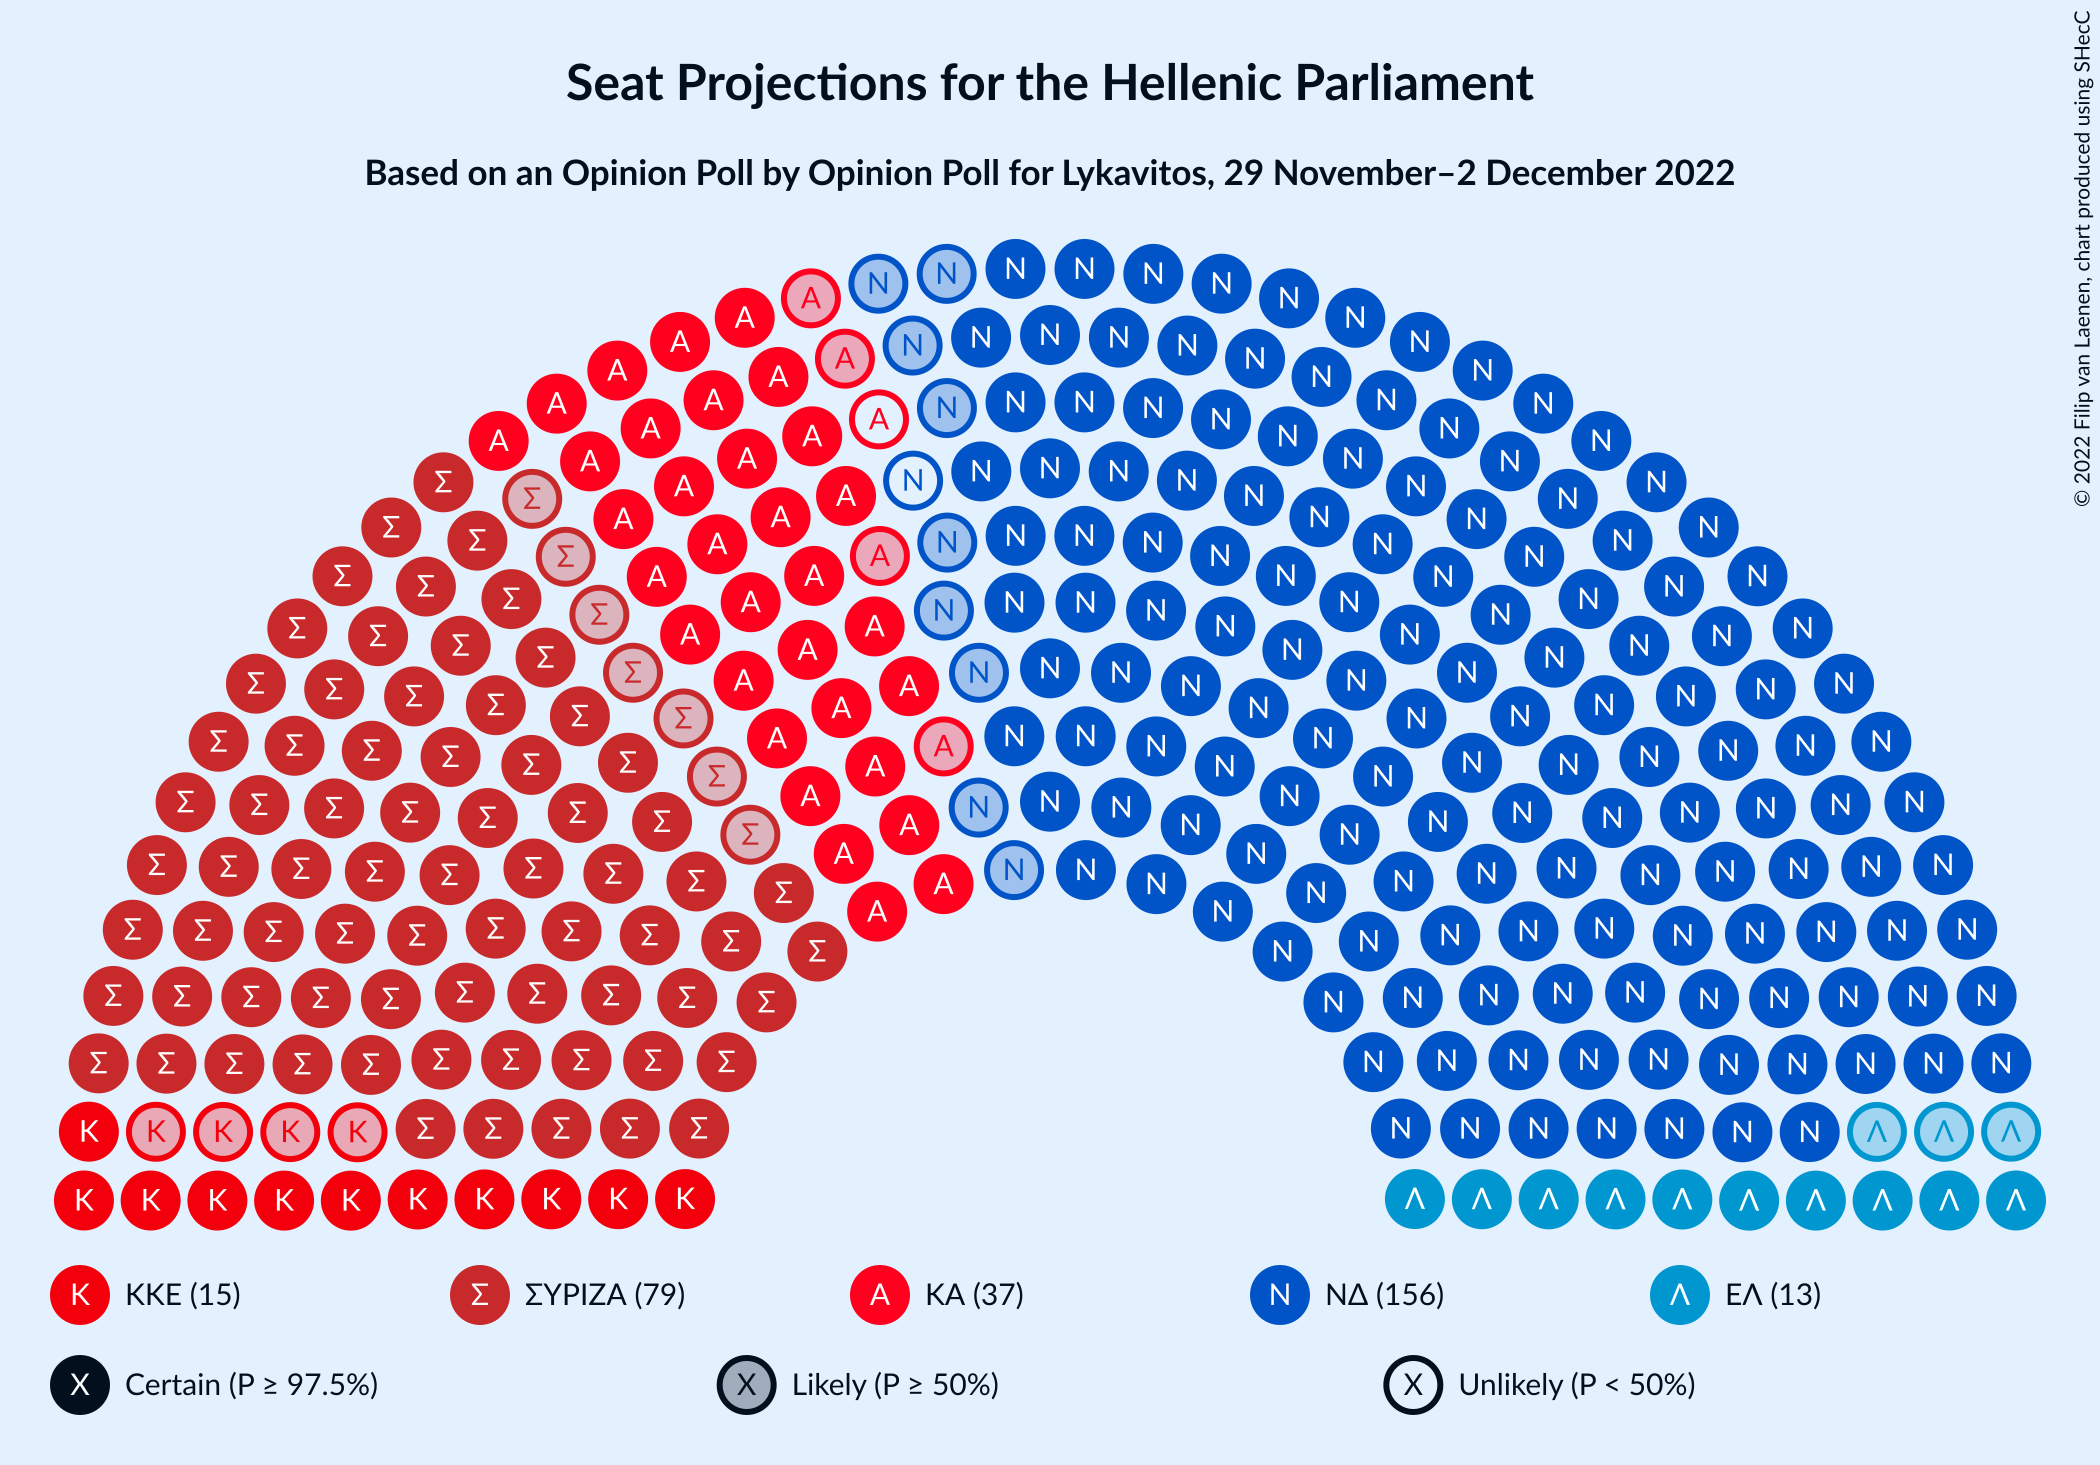 Seat Projections for the Hellenic Parliament
Based on an Opinion Poll by Opinion Poll for Lykavitos, 29 November–2 December 2022
© 2022 Filip van Laenen, chart produced using SHecC
K ΚΚΕ (15) Σ ΣΥΡΙΖΑ (79) A ΚΑ (37) N ΝΔ (156) Λ ΕΛ (13)
X Certain (P ≥ 97.5%) X Likely (P ≥ 50%) X Unlikely (P < 50%)